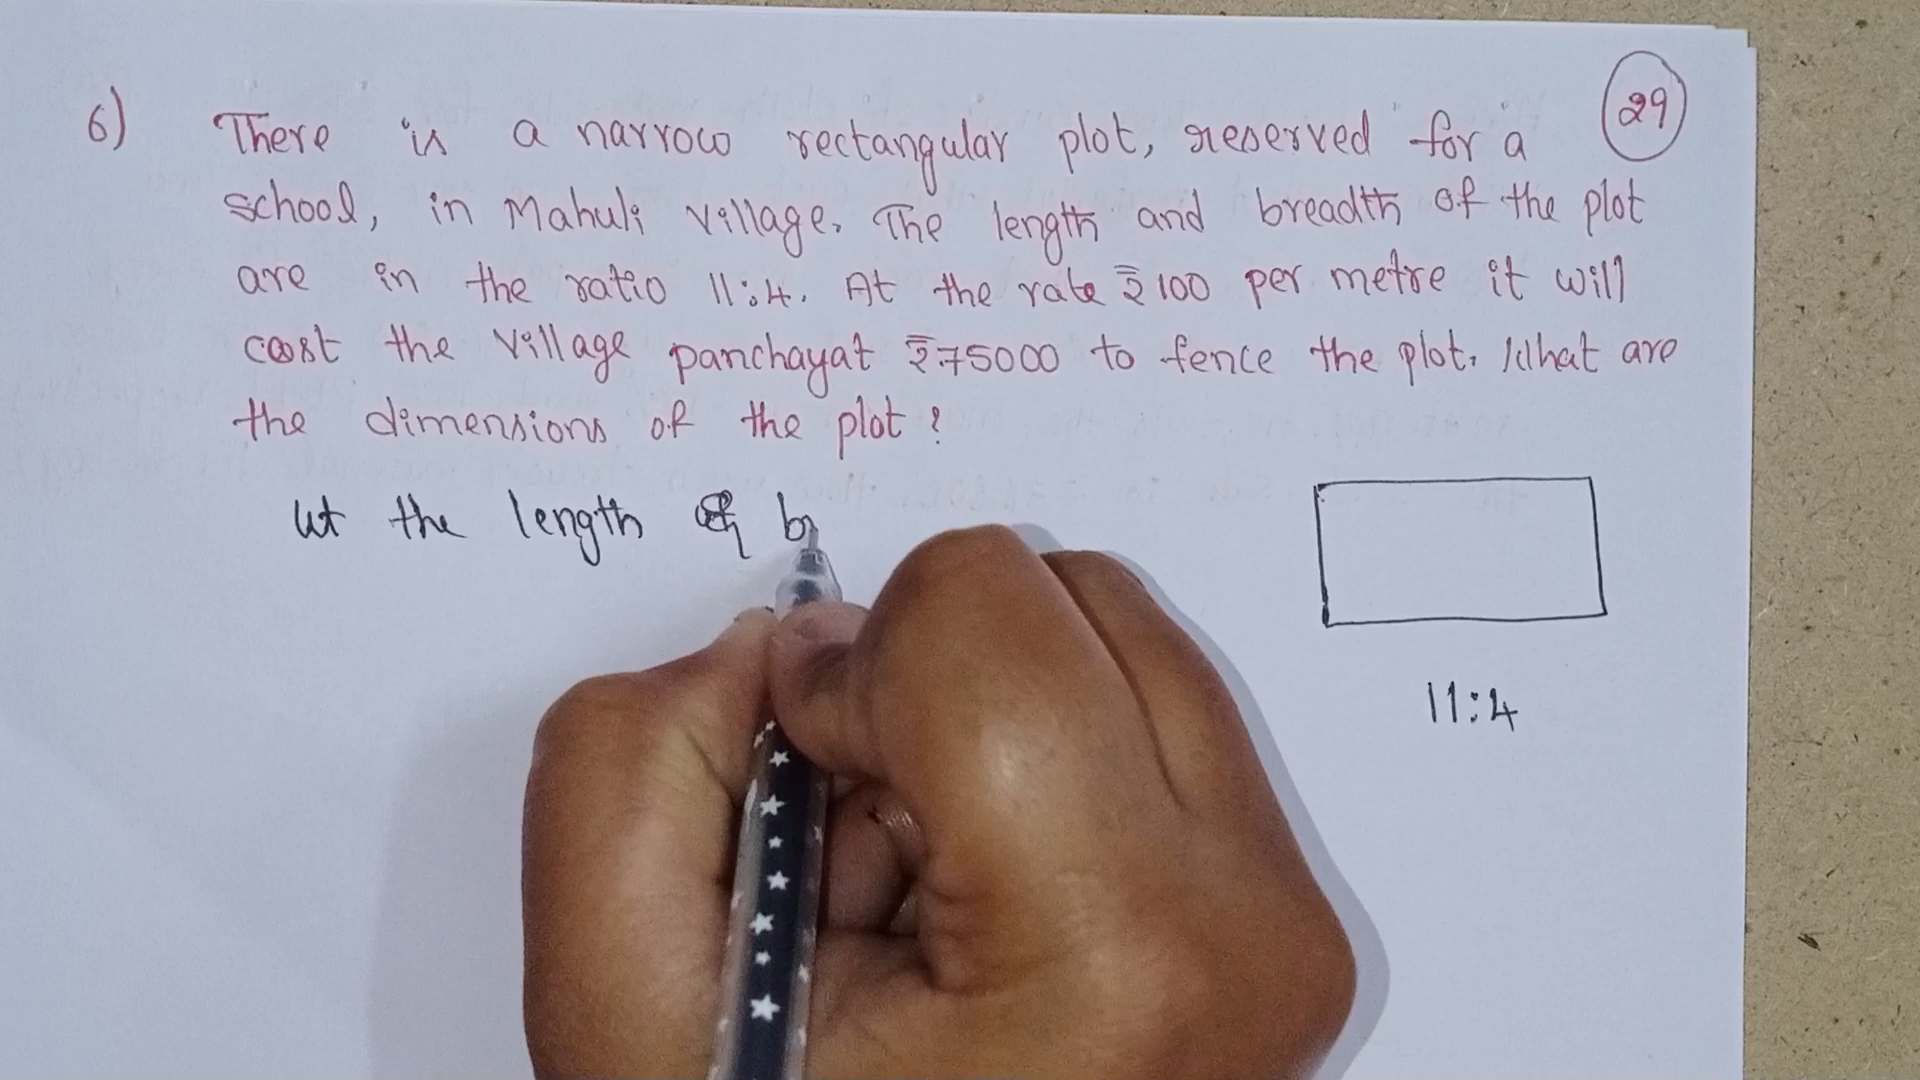 6) There is a narrow rectangular plot, reserved for a 29
school, in Mahuli village. The length and breadth of the plot
are in the ratio 11:4. At the rate ₹100 per metre it will
cost the village panchayat ₹75000 to fence the plot. What are
the dimensions of the plot?
Let the length & b
11:4